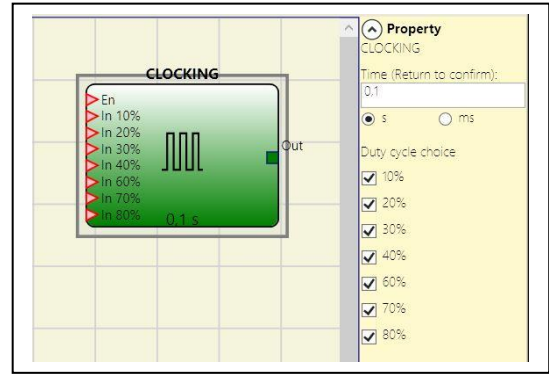 CLOCKING
En
In 10%
In 20%
In 30%
In 40%
In 60%
In 70%
In 80%
0,1 s
Out
Property
CLOCKING
Time (Return to confirm):
0,1
s ms
Duty cycle choice
10%
20%
30%
40%
60%
70%
80%